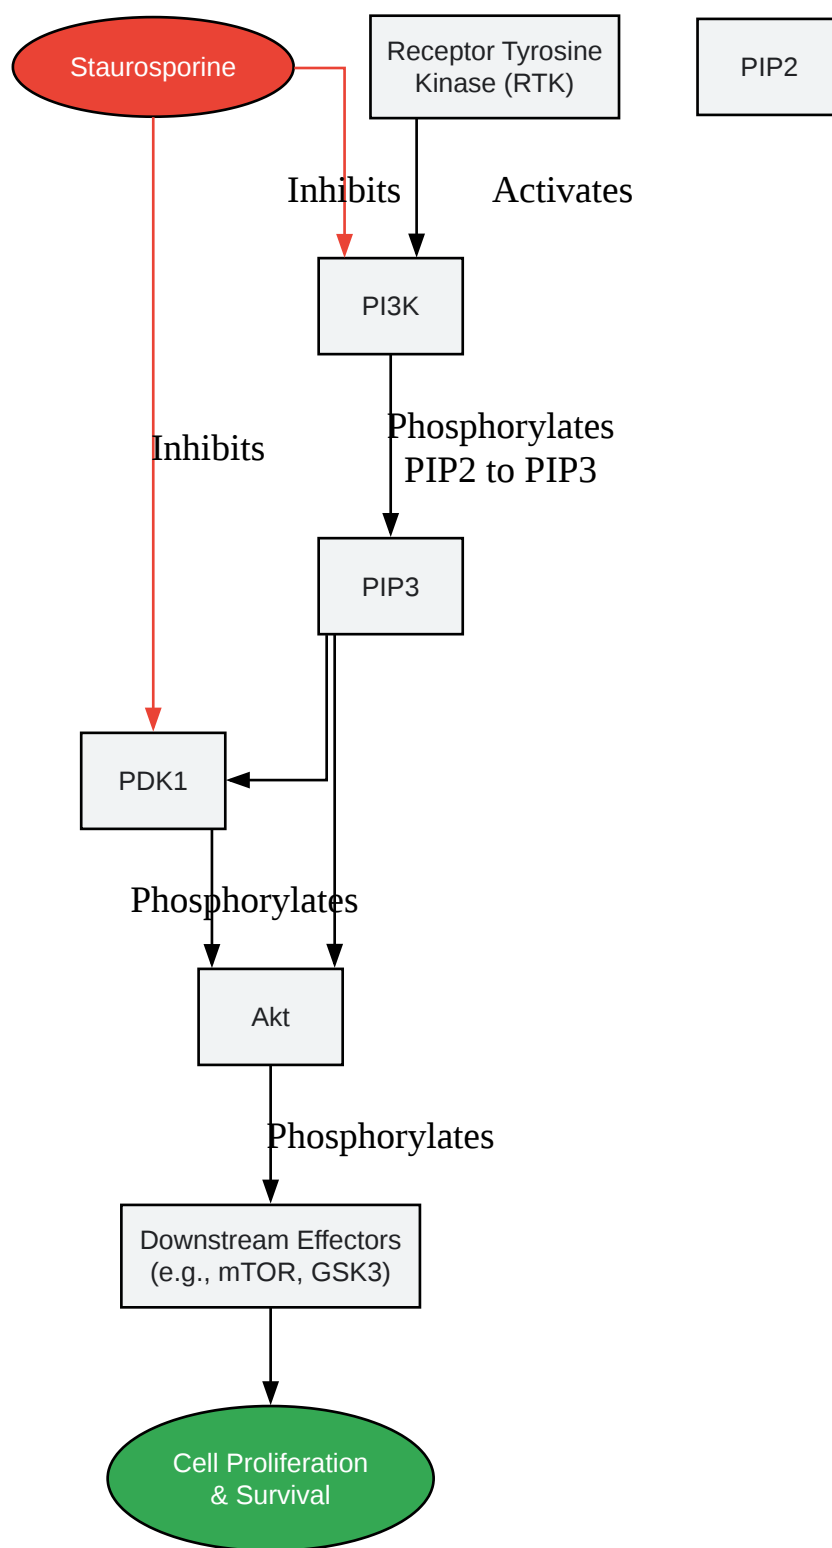 Staurosporine
Receptor Tyrosine
Kinase (RTK)
PIP2
Inhibits
Activates
PI3K
Phosphorylates
PIP2 to PIP3
Inhibits
PIP3
PDK1
Phosphorylates
Akt
Phosphorylates
Downstream Effectors
(e.g., mTOR, GSK3)
Cell Proliferation
& Survival